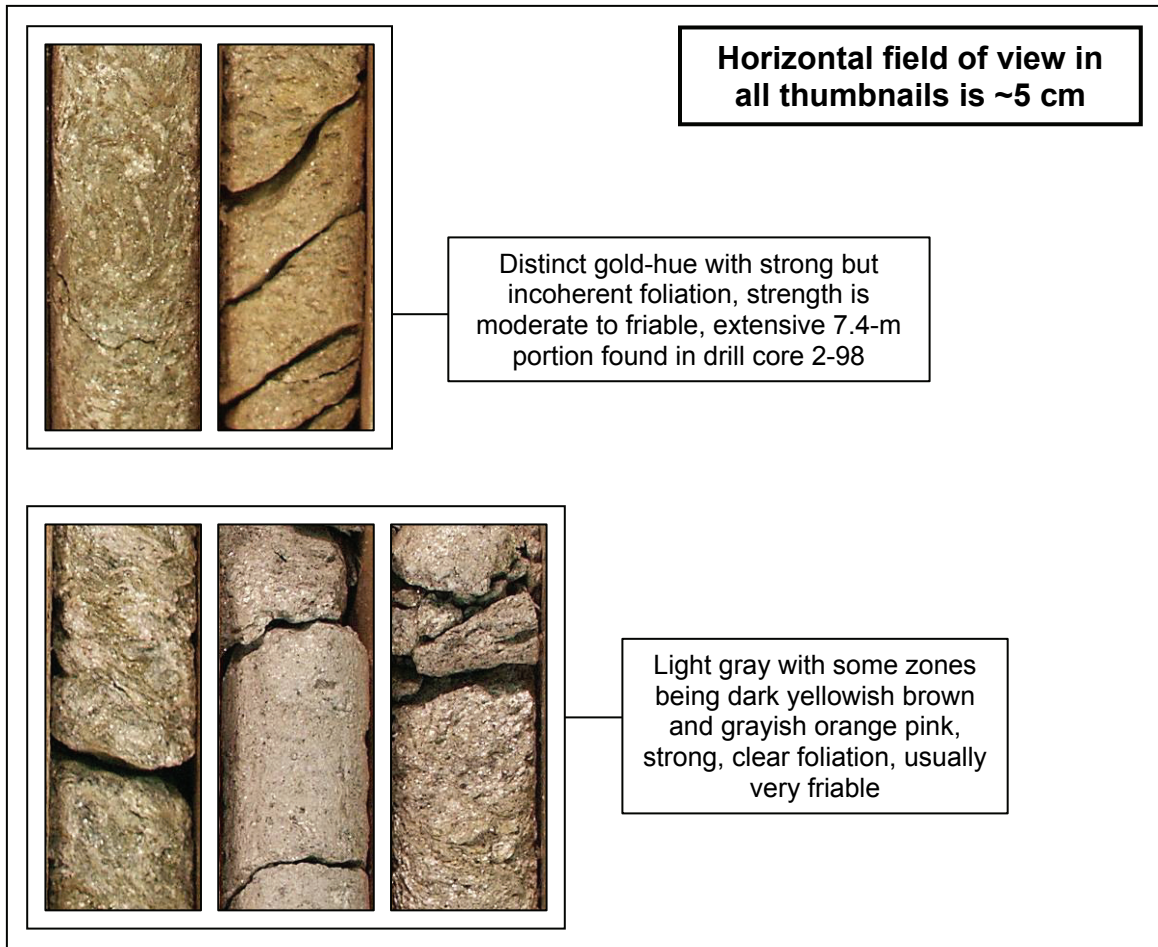 Horizontal field of view in
all thumbnails is ~5 cm
Distinct gold-hue with strong but
incoherent foliation, strength is
moderate to friable, extensive 7.4-m
portion found in drill core 2-98
Light gray with some zones
being dark yellowish brown
and grayish orange pink,
strong, clear foliation, usually
very friable